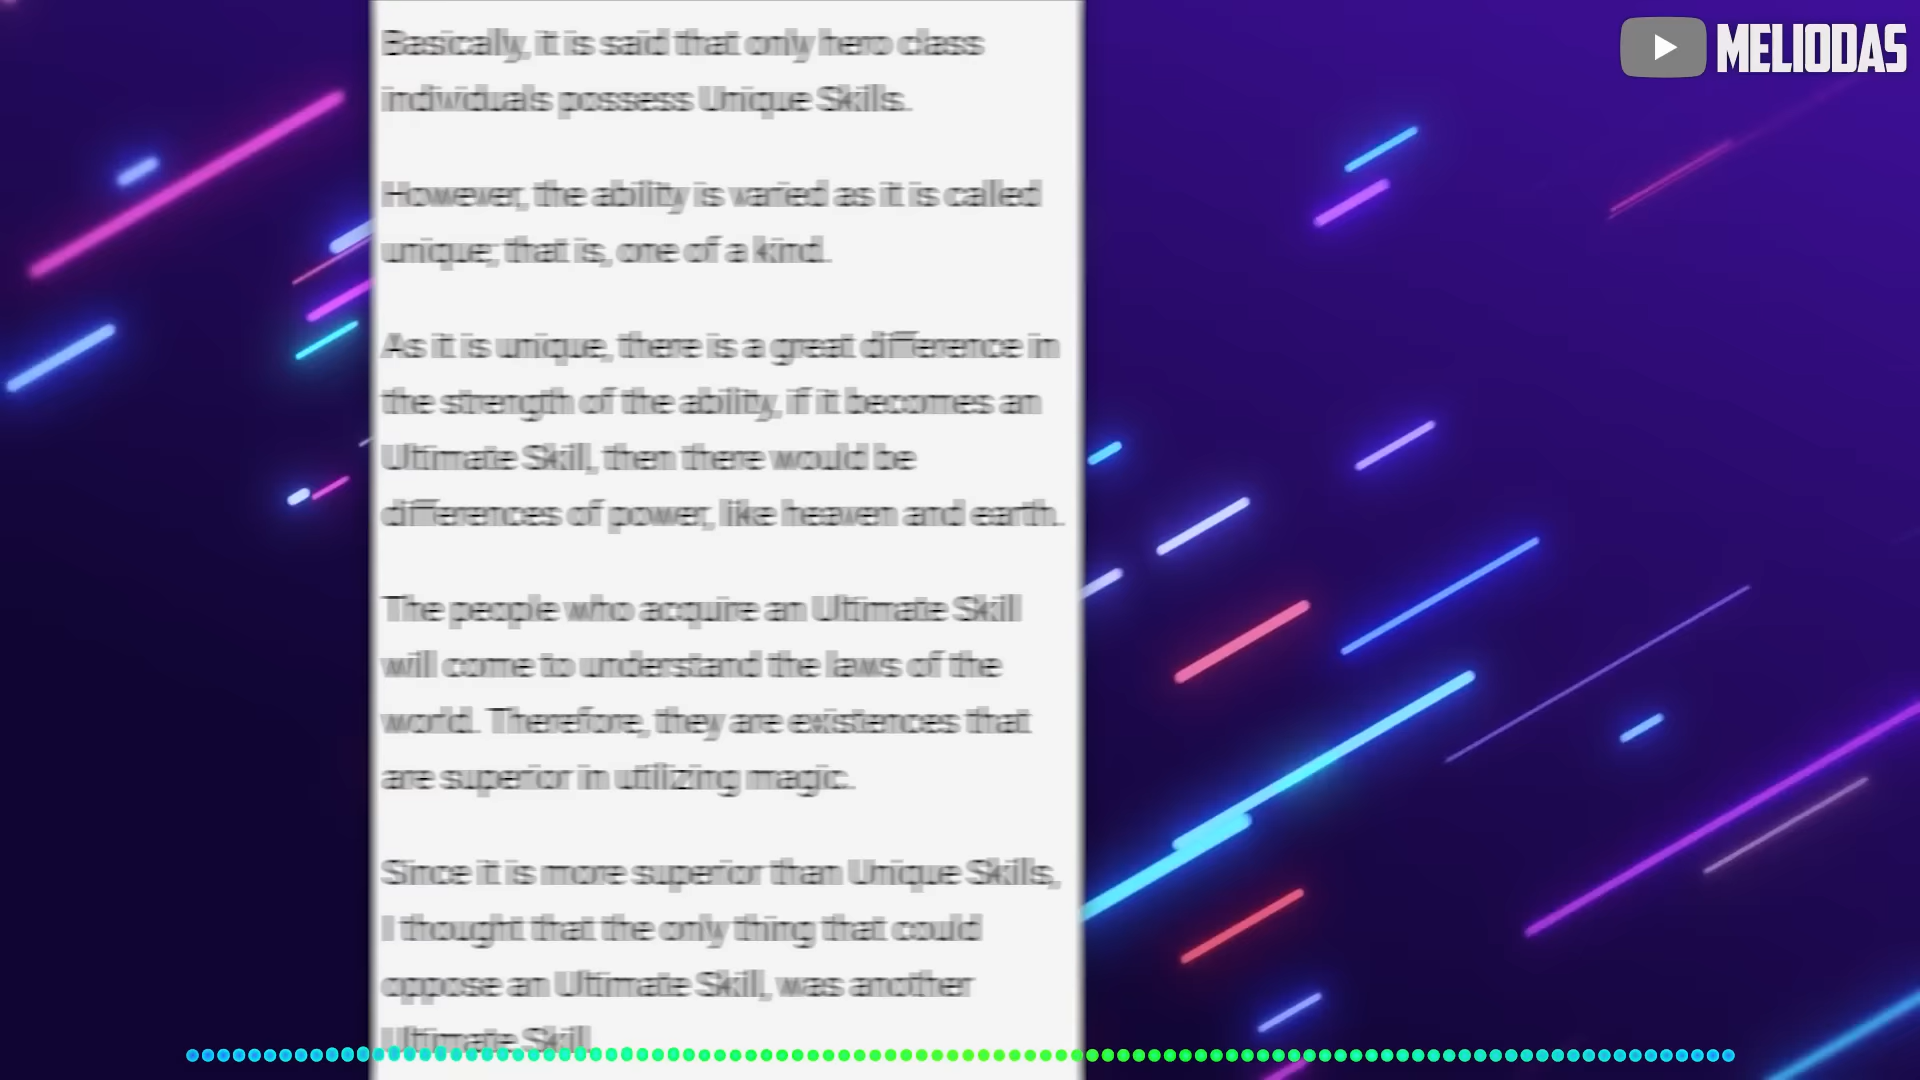 MELIODAS
Basically, it is said that only hero class
individuals possess Unique Skills.
However, the ability is varied as it is called
unique; that is, one of a kind.
As it is unique, there is a great difference in
the strength of the ability, if it becomes an
Ultimate Skill, then there would be
differences of power, like heaven and earth.
The people who acquire an Ultimate Skill
will come to understand the laws of the
world. Therefore, they are existences that
are superior in utilizing magic.
Since it is more superior than Unique Skills,
I thought that the only thing that could
oppose an Ultimate Skill, was another
Ultimate Skill